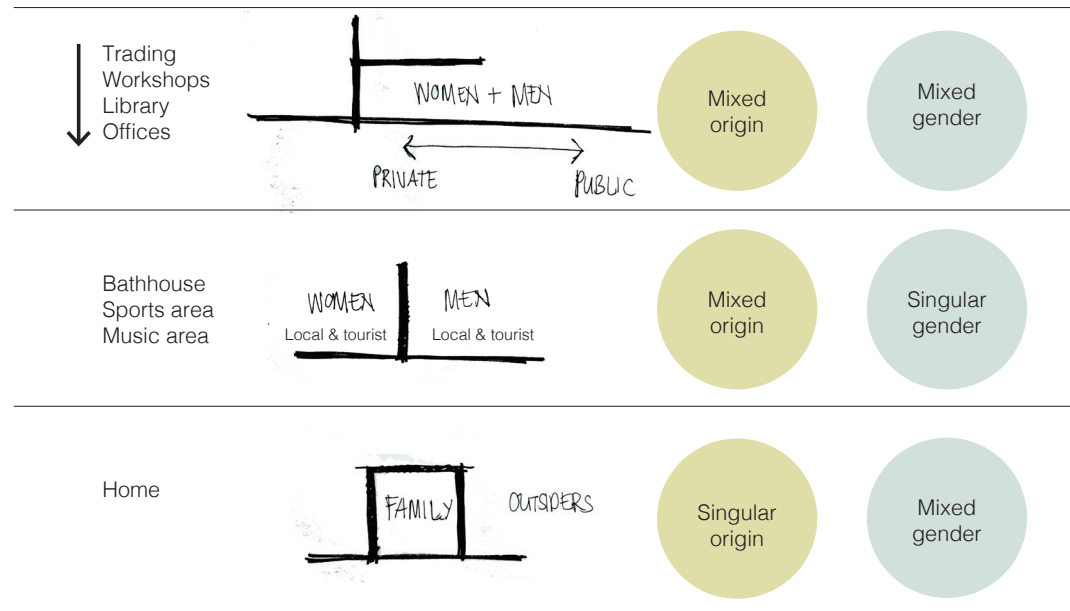 Trading
Workshops
Library
Offices
WOMEN + MEN
PRIVATE
PUBLIC
Mixed
origin
Mixed
gender
Bathhouse
Sports area
Music area
WOMEN
MEN
Local & tourist
Local & tourist
Mixed
origin
Singular
gender
Home
FAMILY
OUTSIDERS
Singular
origin
Mixed
gender